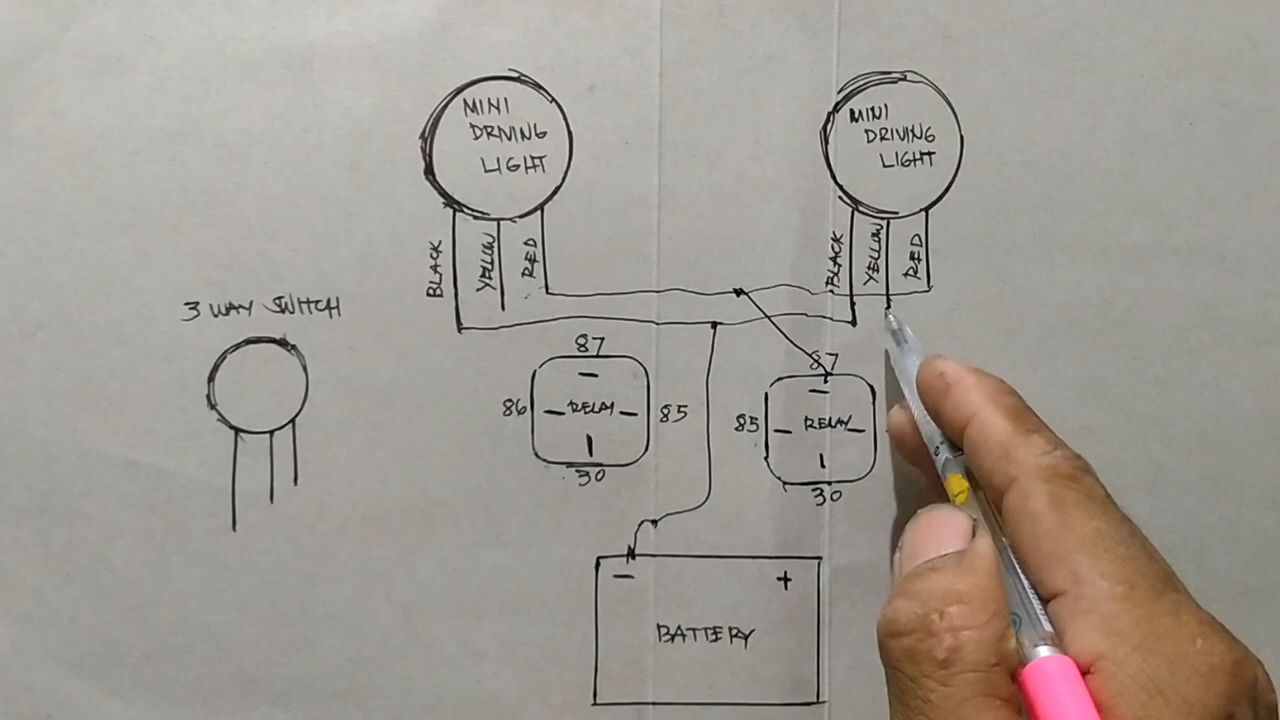 MINI
DRIVING
LIGHT
MINI
DRIVING
LIGHT
BLACK
YELLOW
RED
BLACK
YELLOW
RED
3 WAY SWITCH
87
86
RELAY
85
30
87
85
RELAY
30
-
+
BATTERY